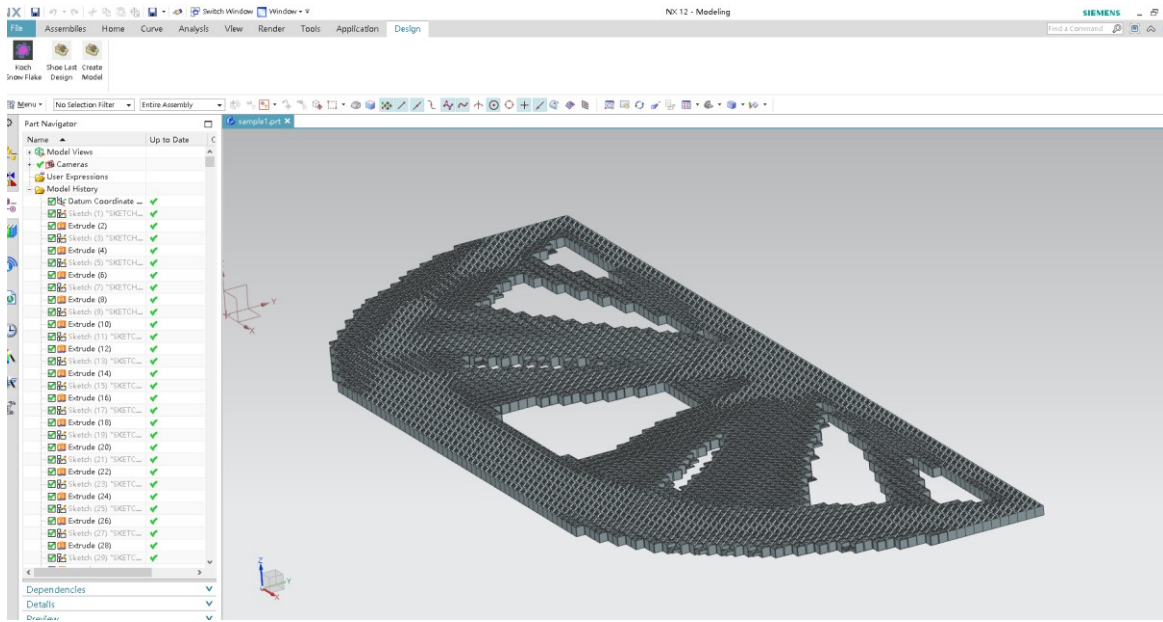 NX
Switch Window Window
NX 12 - Modeling
SIEMENS
File Assemblies Home Curve Analysis View Render Tools Application Design
Find a Command
Koch Snow Flake
Shoe Last Design
Create Model
Menu No Selection Filter Entire Assembly
Part Navigator
sample1.prt
Name Up to Date C
Model Views
Cameras
User Expressions
Model History
Datum Coordinate ...
Sketch (1) "SKETCH...
Extrude (2)
Sketch (3) "SKETCH...
Extrude (4)
Sketch (5) "SKETCH...
Extrude (6)
Sketch (7) "SKETCH...
Extrude (8)
Sketch (9) "SKETCH...
Extrude (10)
Sketch (11) "SKETC...
Extrude (12)
Sketch (13) "SKETC...
Extrude (14)
Sketch (15) "SKETC...
Extrude (16)
Sketch (17) "SKETC...
Extrude (18)
Sketch (19) "SKETC...
Extrude (20)
Sketch (21) "SKETC...
Extrude (22)
Sketch (23) "SKETC...
Extrude (24)
Sketch (25) "SKETC...
Extrude (26)
Sketch (27) "SKETC...
Extrude (28)
Sketch (29) "SKETC...
Dependencies
Details
Preview
Y
X
Z
Y
X